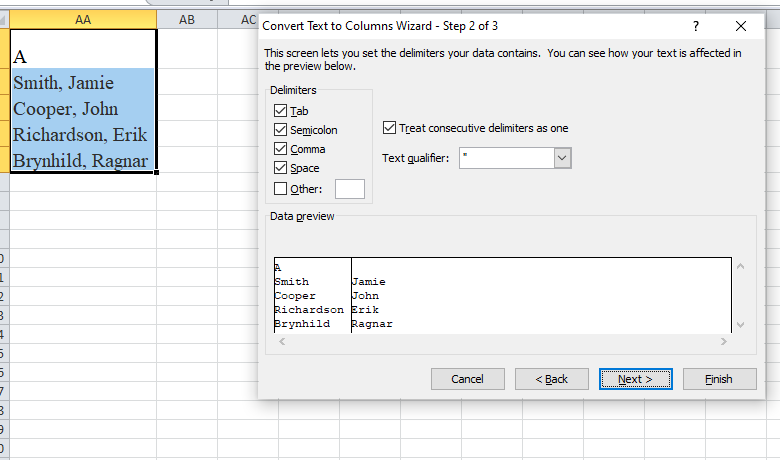 AA AB AC
A
Smith, Jamie
Cooper, John
Richardson, Erik
Brynhild, Ragnar
Convert Text to Columns Wizard - Step 2 of 3 ? ×
This screen lets you set the delimiters your data contains. You can see how your text is affected in
the preview below.
Delimiters
Tab
Semicolon
Comma
Space
Other:
Treat consecutive delimiters as one
Text qualifier: "
Data preview
A
Smith Jamie
Cooper John
Richardson Erik
Brynhild Ragnar
Cancel < Back Next > Finish
0
1
2
3
4
5
6
7
8
9
0